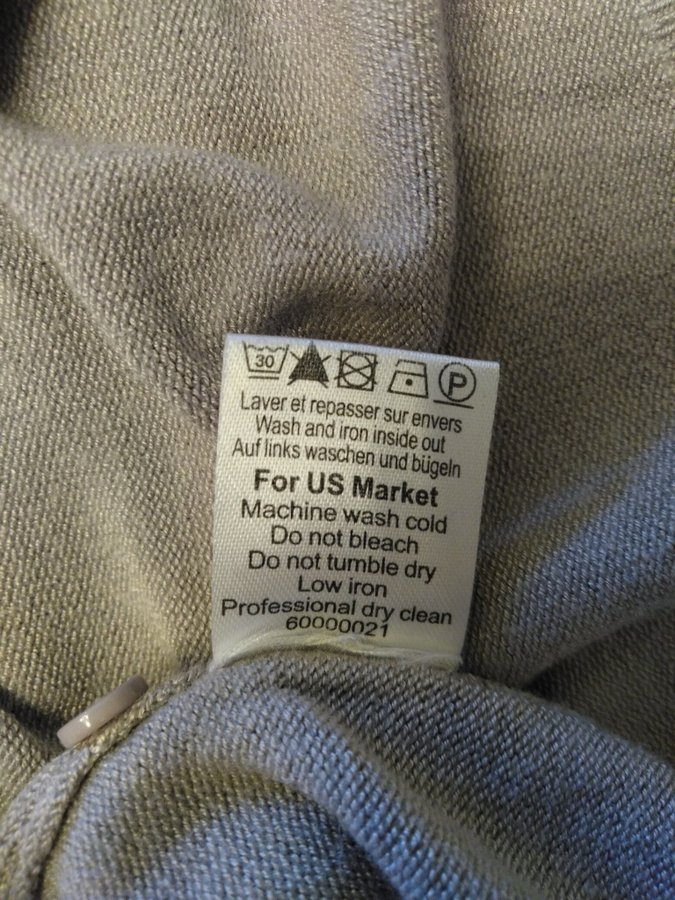 30 P
Laver et repasser sur envers
Wash and iron inside out
Auf links waschen und bügeln
For US Market
Machine wash cold
Do not bleach
Do not tumble dry
Low iron
Professional dry clean
60000021